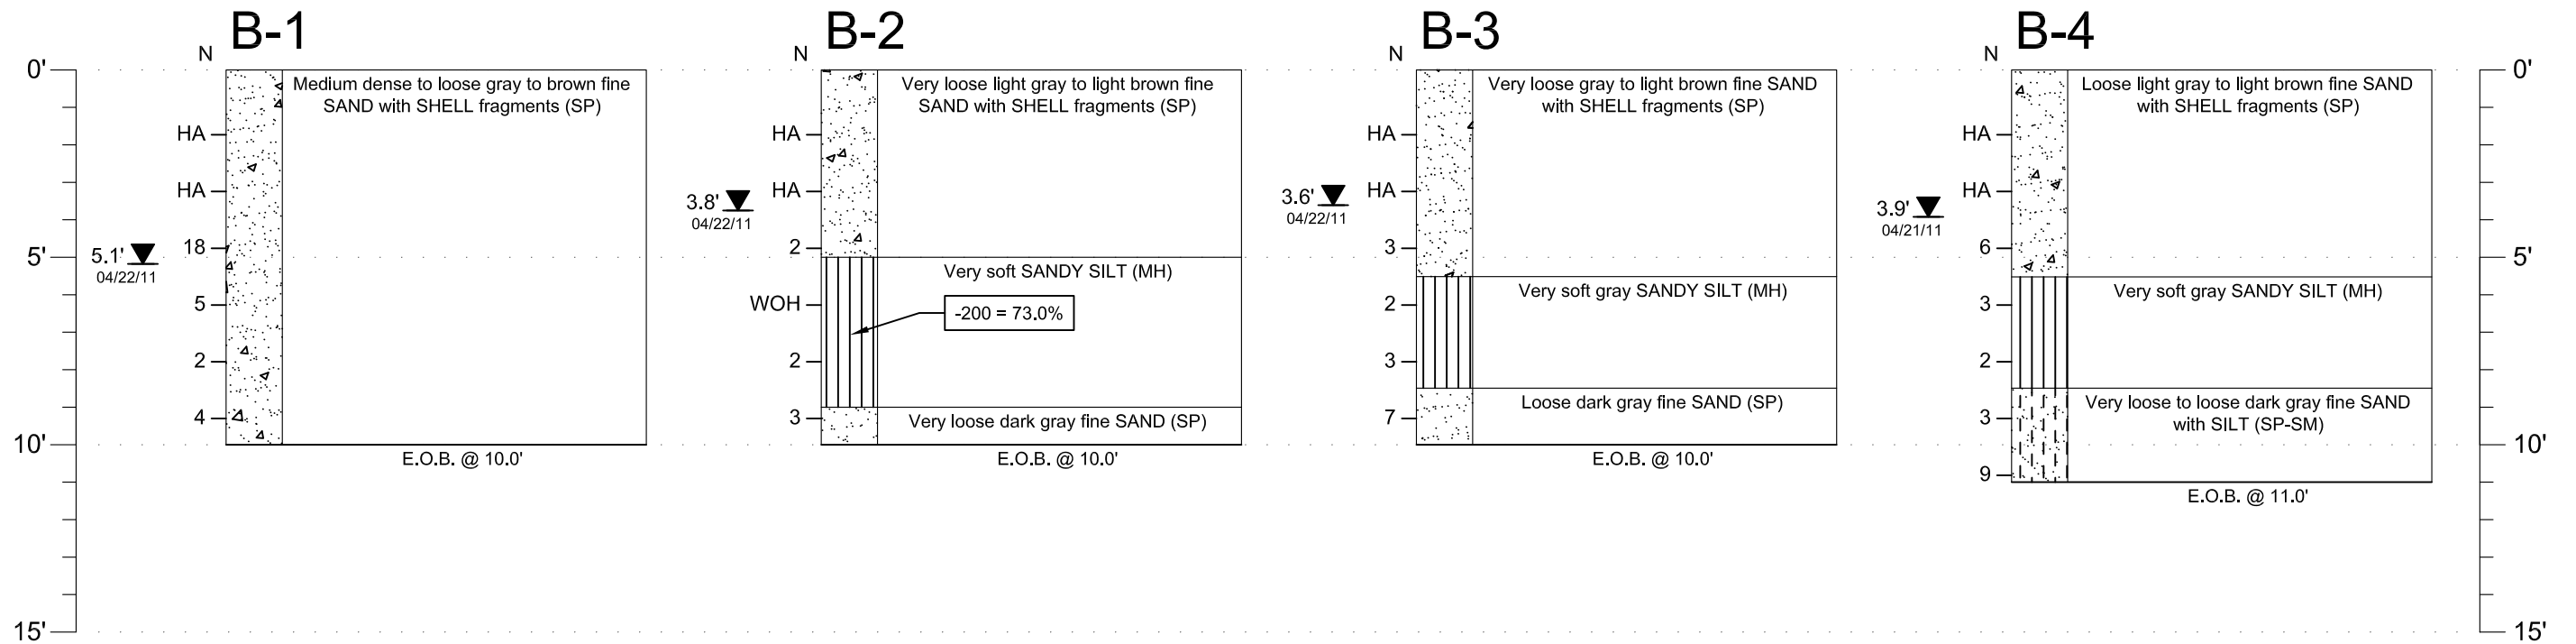 0'
5'
10'
15'
B-1
N
Medium dense to loose gray to brown fine
SAND with SHELL fragments (SP)
HA
HA
18
5
2
4
5.1'
04/22/11
E.O.B. @ 10.0'
B-2
N
Very loose light gray to light brown fine
SAND with SHELL fragments (SP)
HA
HA
2
WOH
2
3
3.8'
04/22/11
Very soft SANDY SILT (MH)
-200 = 73.0%
Very loose dark gray fine SAND (SP)
E.O.B. @ 10.0'
B-3
N
Very loose gray to light brown fine SAND
with SHELL fragments (SP)
HA
HA
3
2
3
7
3.6'
04/22/11
Very soft gray SANDY SILT (MH)
Loose dark gray fine SAND (SP)
E.O.B. @ 10.0'
B-4
N
Loose light gray to light brown fine SAND
with SHELL fragments (SP)
HA
HA
6
3
2
3
9
3.9'
04/21/11
Very soft gray SANDY SILT (MH)
Very loose to loose dark gray fine SAND
with SILT (SP-SM)
E.O.B. @ 11.0'
0'
5'
10'
15'